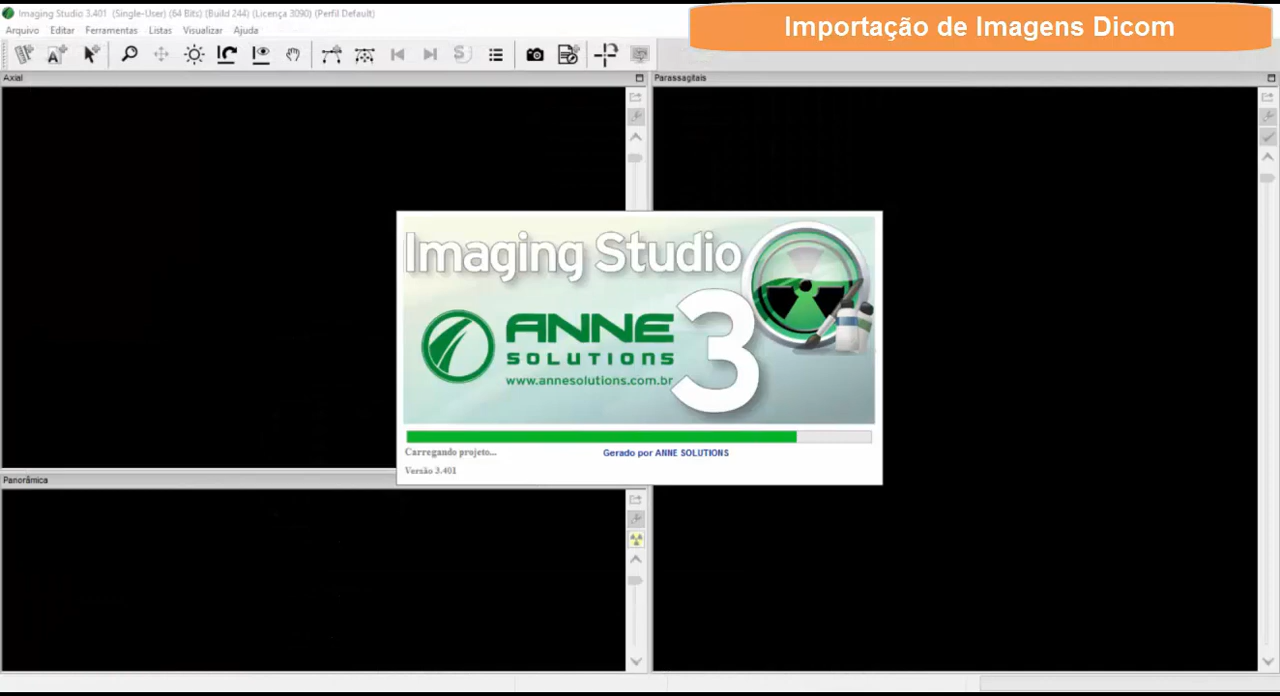 Imaging Studio 3.401 (Single-User) (64 Bits) (Build 244) (Licença 3090) (Perfil Default)
Importação de Imagens Dicom
Arquivo Editar Ferramentas Listas Visualizar Ajuda
Axial
Parassagitais
Imaging Studio
3
ANNE
SOLUTIONS
www.annesolutions.com.br
Carregando projeto...
Gerado por ANNE SOLUTIONS
Versão 3.401
Panorâmica